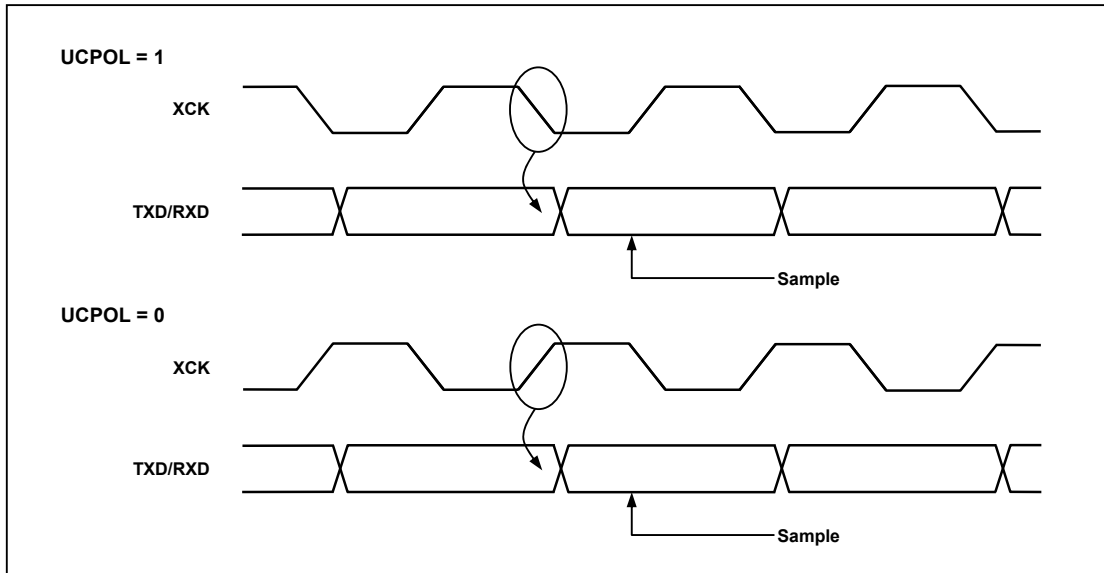 UCPOL = 1
XCK
TXD/RXD
Sample
UCPOL = 0
XCK
TXD/RXD
Sample